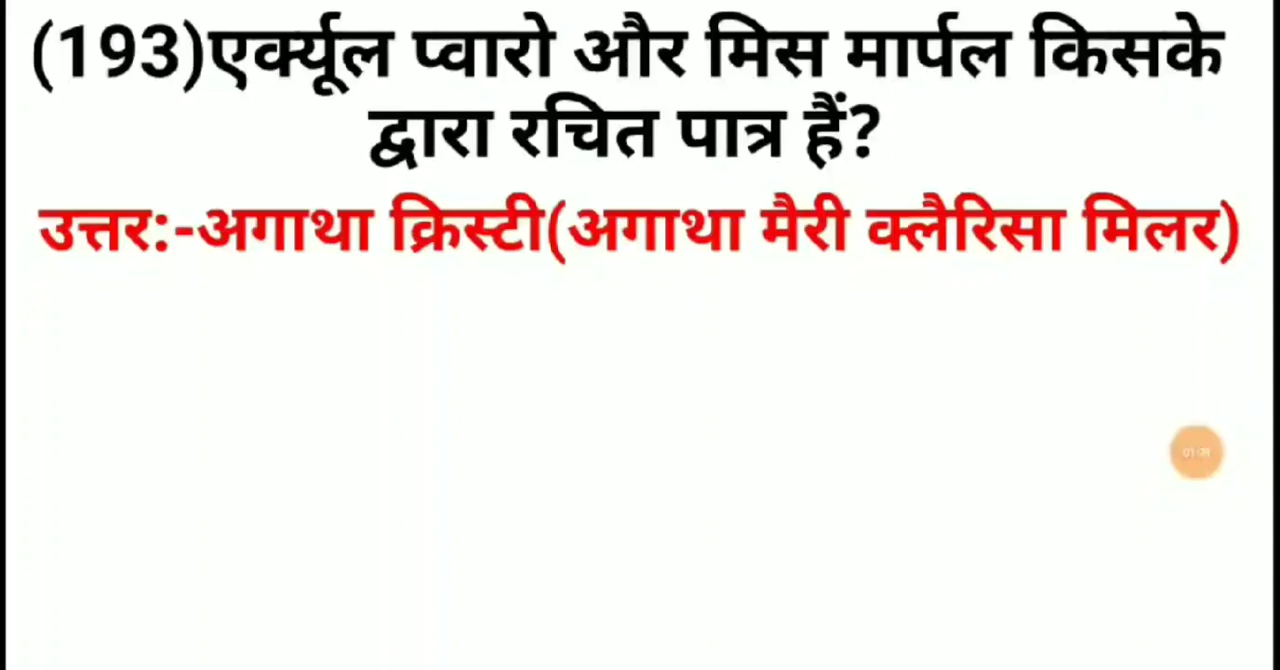 (193)एर्क्यूल प्वारो और मिस मार्पल किसके
द्वारा रचित पात्र हैं?
उत्तर:-अगाथा क्रिस्टी(अगाथा मैरी क्लैरिसा मिलर)